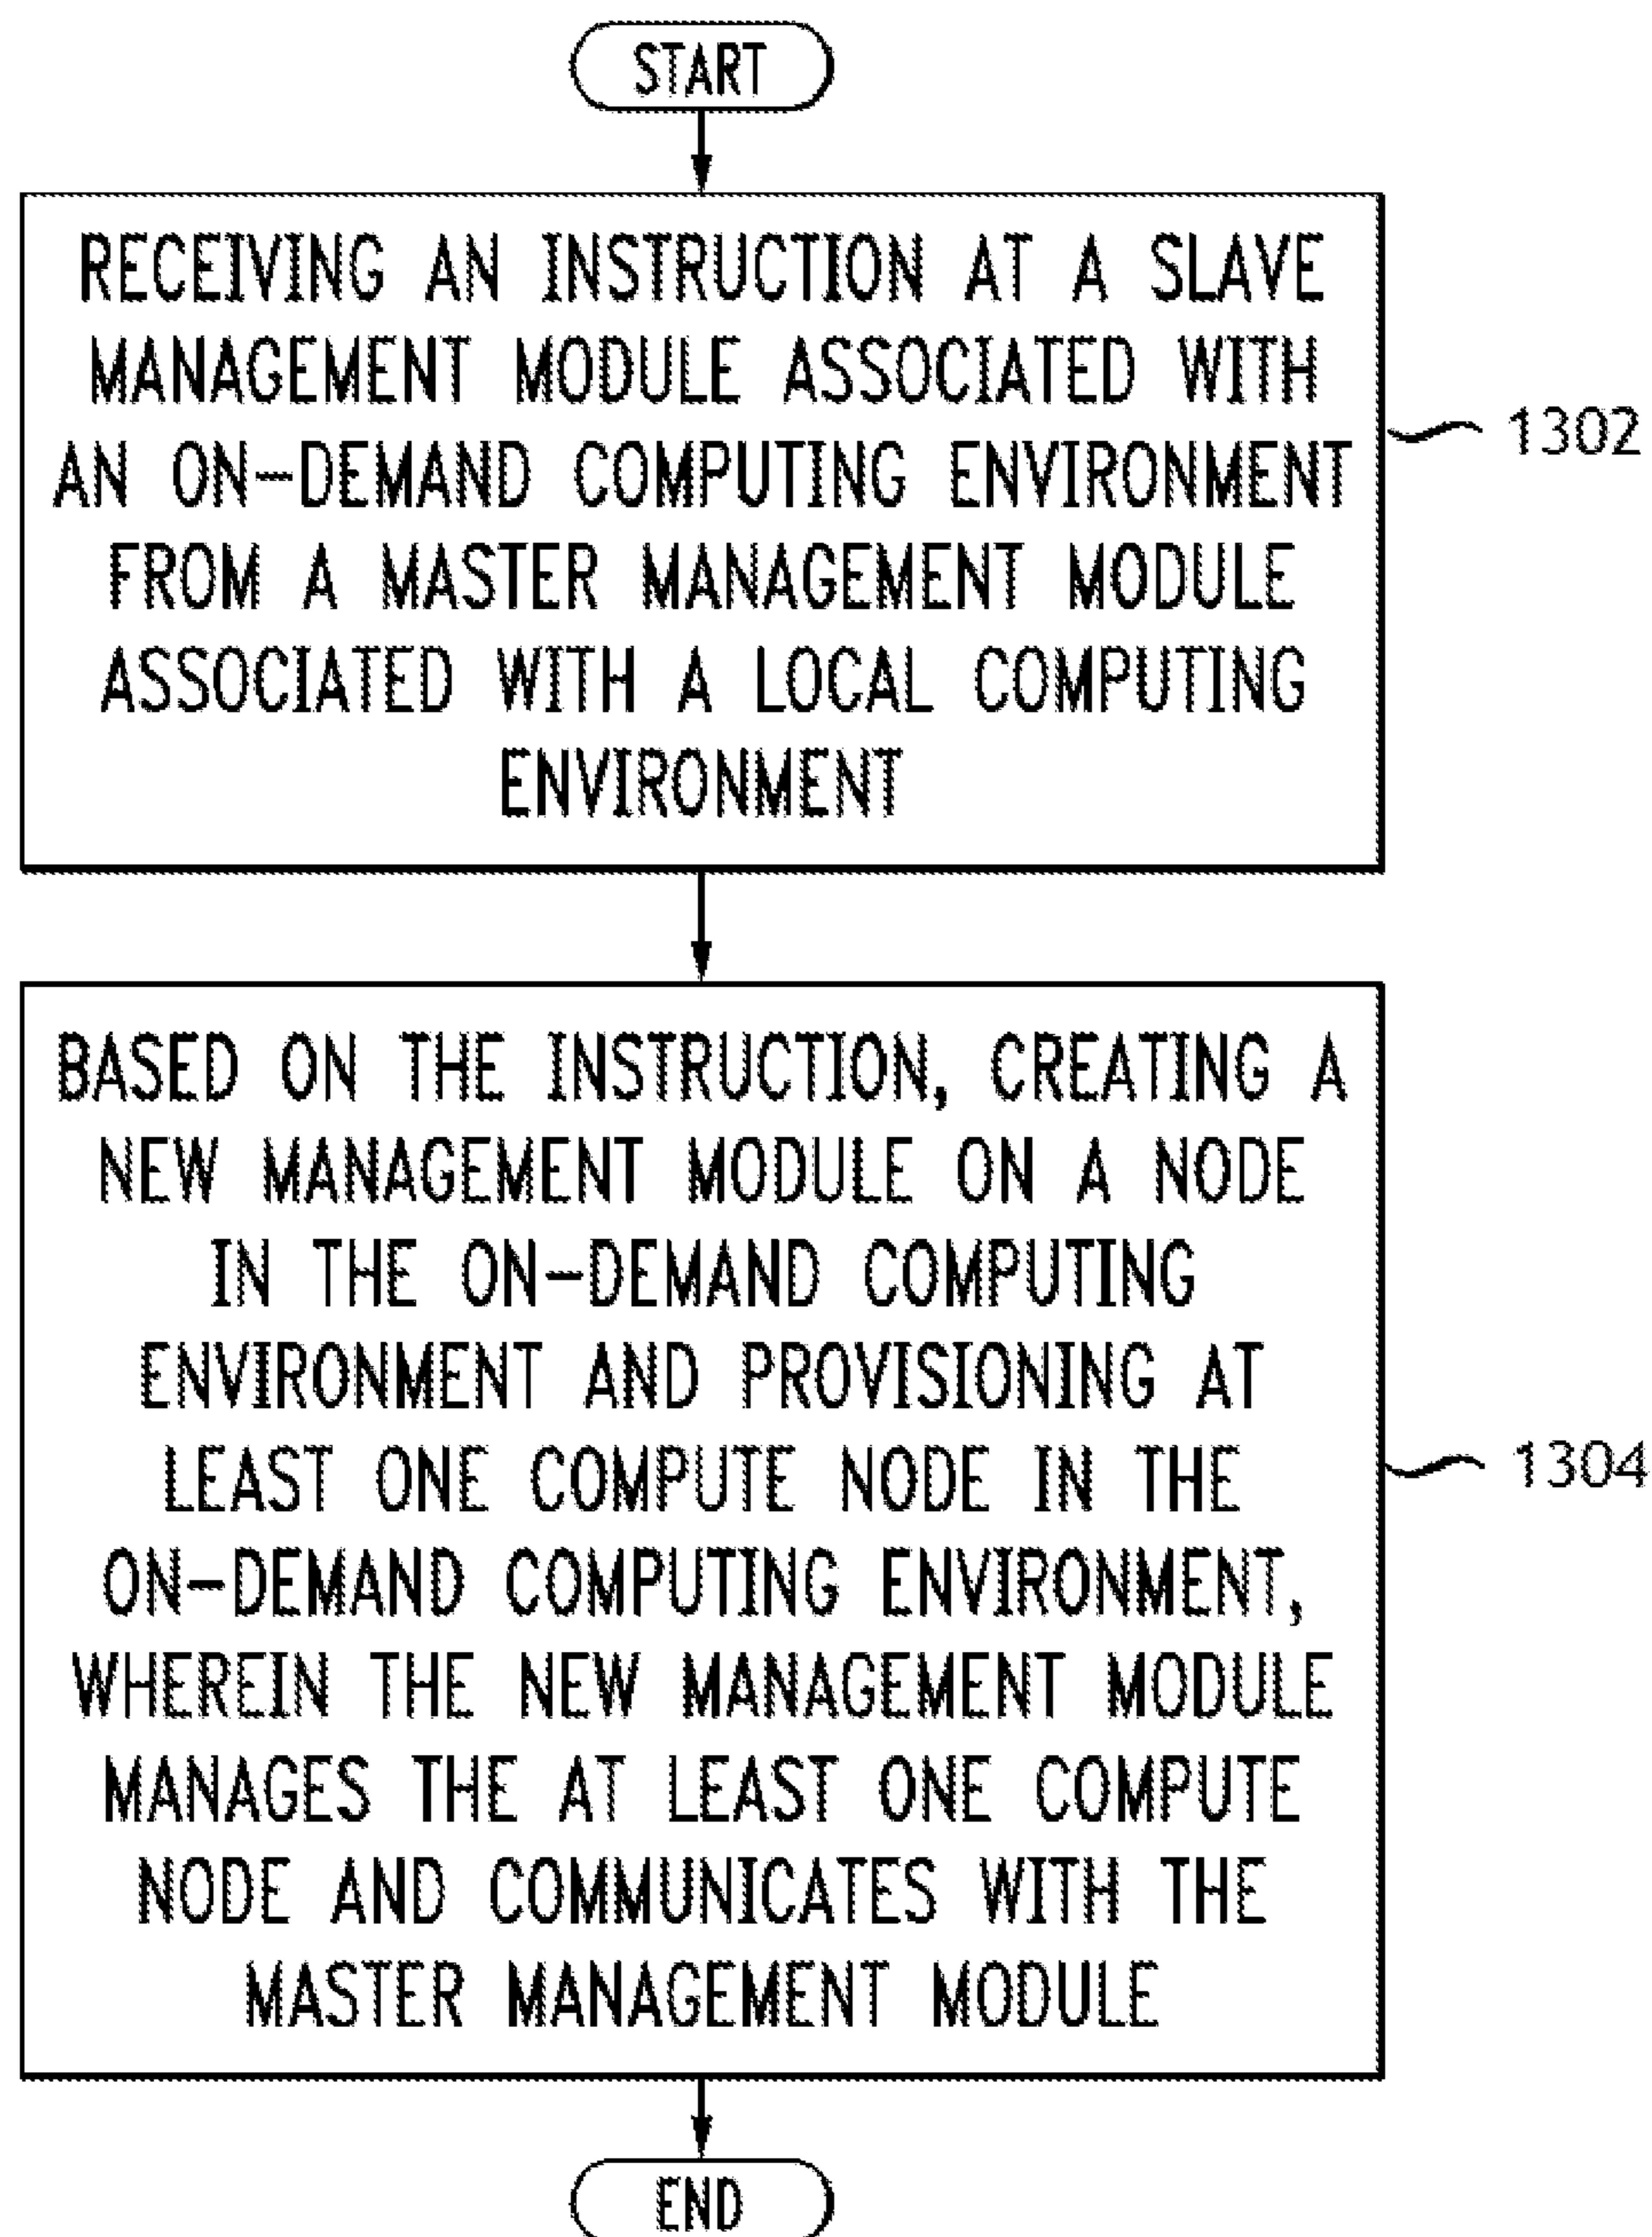 START
RECEIVING AN INSTRUCTION AT A SLAVE
MANAGEMENT MODULE ASSOCIATED WITH
AN ON-DEMAND COMPUTING ENVIRONMENT
FROM A MASTER MANAGEMENT MODULE
ASSOCIATED WITH A LOCAL COMPUTING
ENVIRONMENT
1302
BASED ON THE INSTRUCTION, CREATING A
NEW MANAGEMENT MODULE ON A NODE
IN THE ON-DEMAND COMPUTING
ENVIRONMENT AND PROVISIONING AT
LEAST ONE COMPUTE NODE IN THE
ON-DEMAND COMPUTING ENVIRONMENT,
WHEREIN THE NEW MANAGEMENT MODULE
MANAGES THE AT LEAST ONE COMPUTE
NODE AND COMMUNICATES WITH THE
MASTER MANAGEMENT MODULE
1304
END